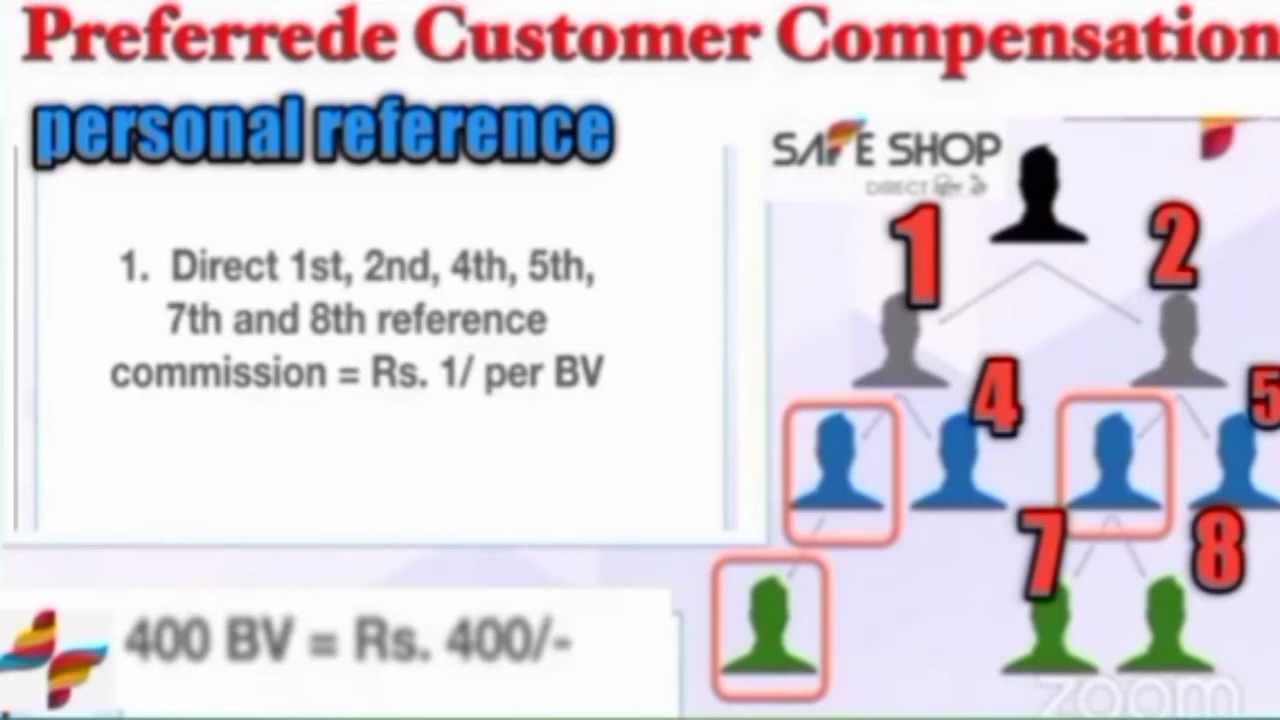 Preferrede Customer Compensation
personal reference
SAFE SHOP
DIRECT
1 2
1. Direct 1st, 2nd, 4th, 5th,
7th and 8th reference
commission = Rs. 1/ per BV
4 5
7 8
400 BV = Rs. 400/-
zoom